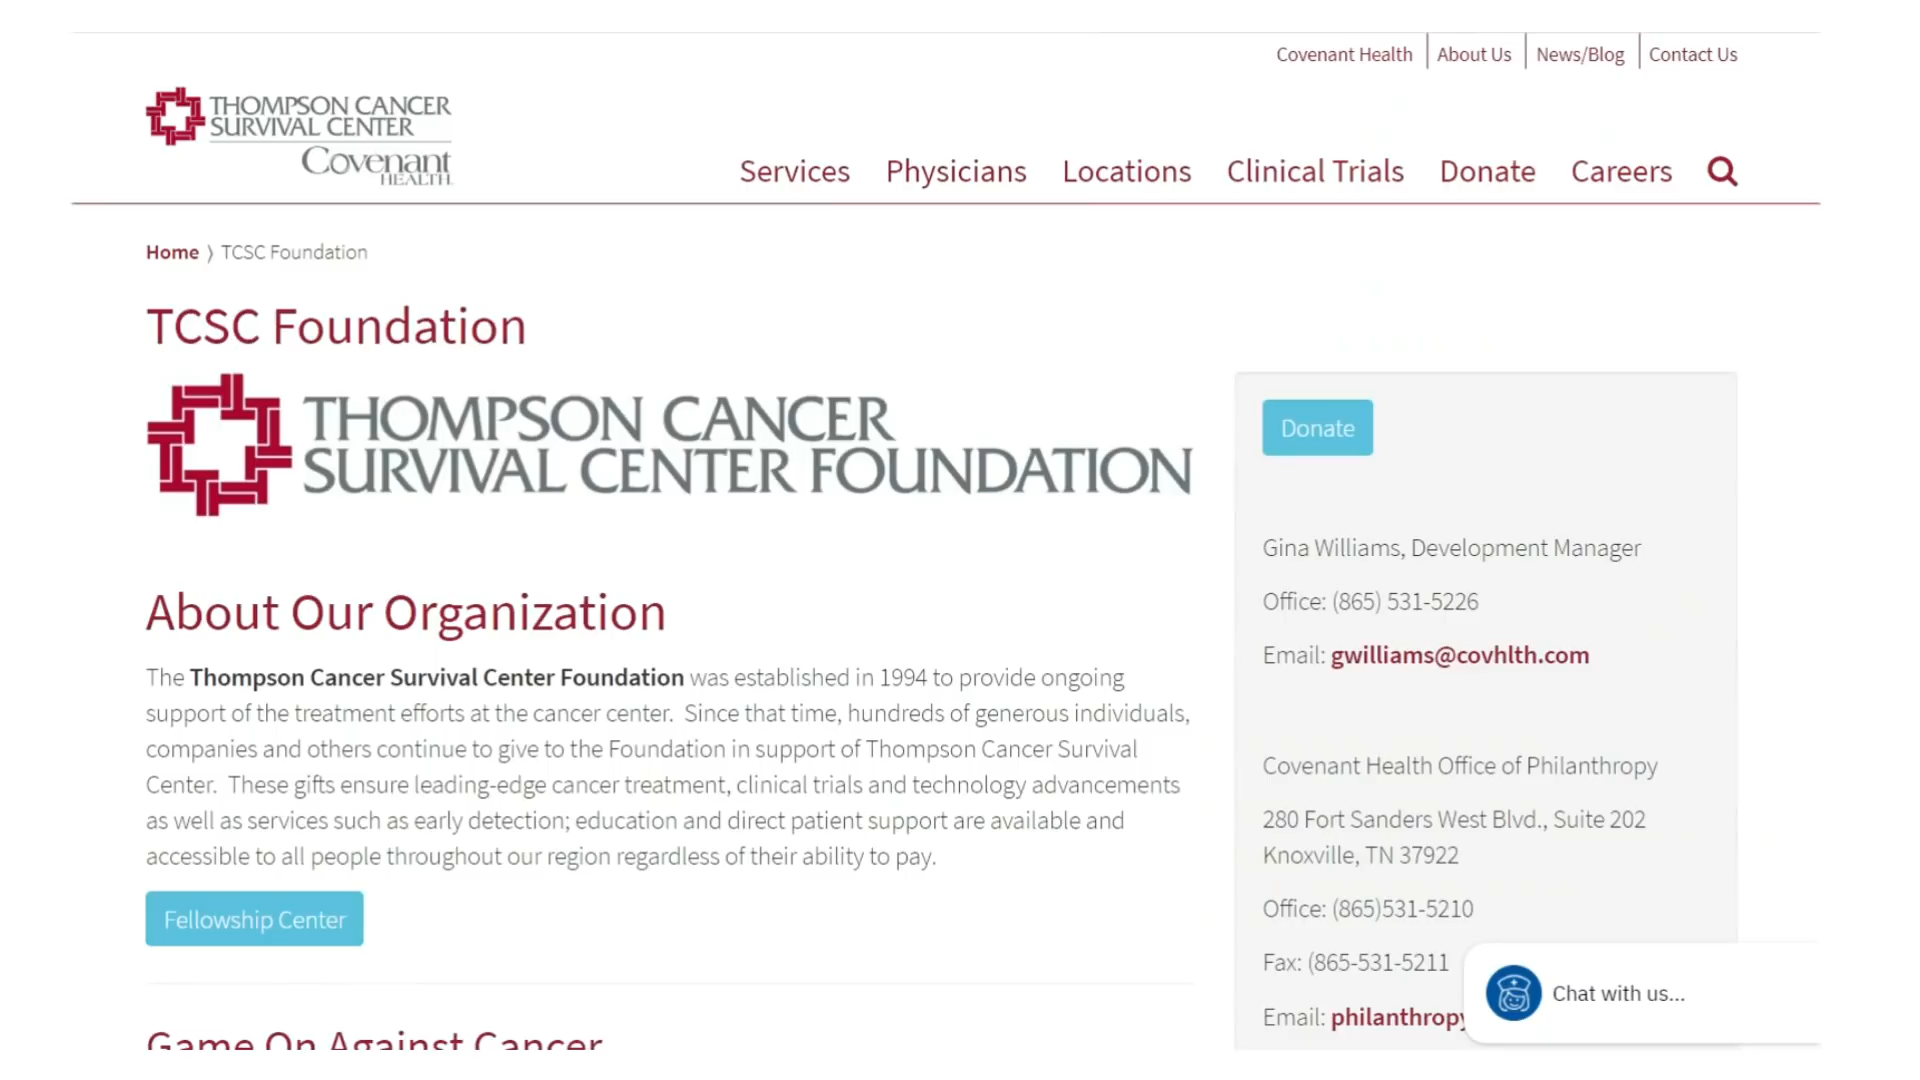 Covenant Health
About Us
News/Blog
Contact Us
THOMPSON CANCER
SURVIVAL CENTER
Covenant
HEALTH
Services
Physicians
Locations
Clinical Trials
Donate
Careers
Home ⟩ TCSC Foundation
TCSC Foundation
THOMPSON CANCER
SURVIVAL CENTER FOUNDATION
About Our Organization
The Thompson Cancer Survival Center Foundation was established in 1994 to provide ongoing
support of the treatment efforts at the cancer center. Since that time, hundreds of generous individuals,
companies and others continue to give to the Foundation in support of Thompson Cancer Survival
Center. These gifts ensure leading-edge cancer treatment, clinical trials and technology advancements
as well as services such as early detection; education and direct patient support are available and
accessible to all people throughout our region regardless of their ability to pay.
Fellowship Center
Game On Against Cancer
Donate
Gina Williams, Development Manager
Office: (865) 531-5226
Email: gwilliams@covhlth.com
Covenant Health Office of Philanthropy
280 Fort Sanders West Blvd., Suite 202
Knoxville, TN 37922
Office: (865)531-5210
Fax: (865-531-5211
Email: philanthropy
Chat with us...